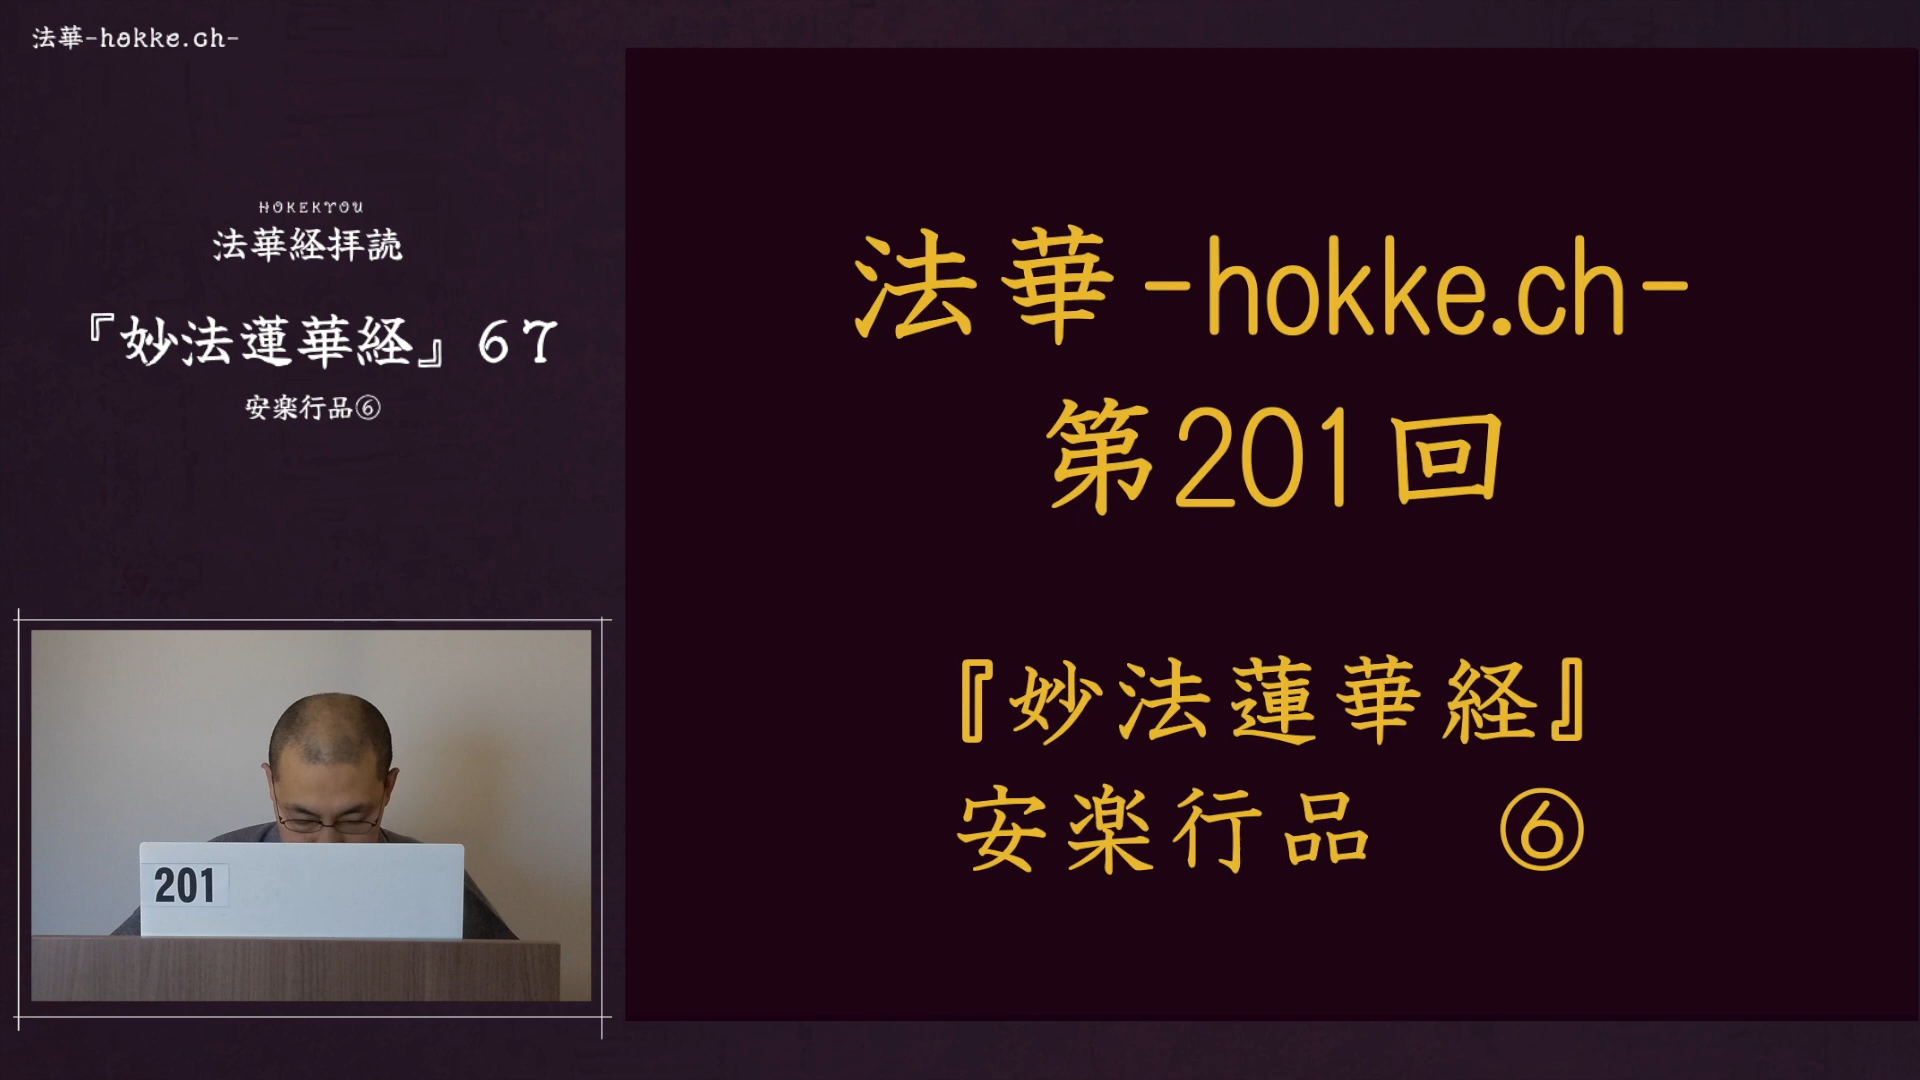 法華-hokke.ch-
HOKEKYOU
法華経拝読
『妙法蓮華経』67
安楽行品⑥
201
法華-hokke.ch-
第201回
『妙法蓮華経』
安楽行品 ⑥